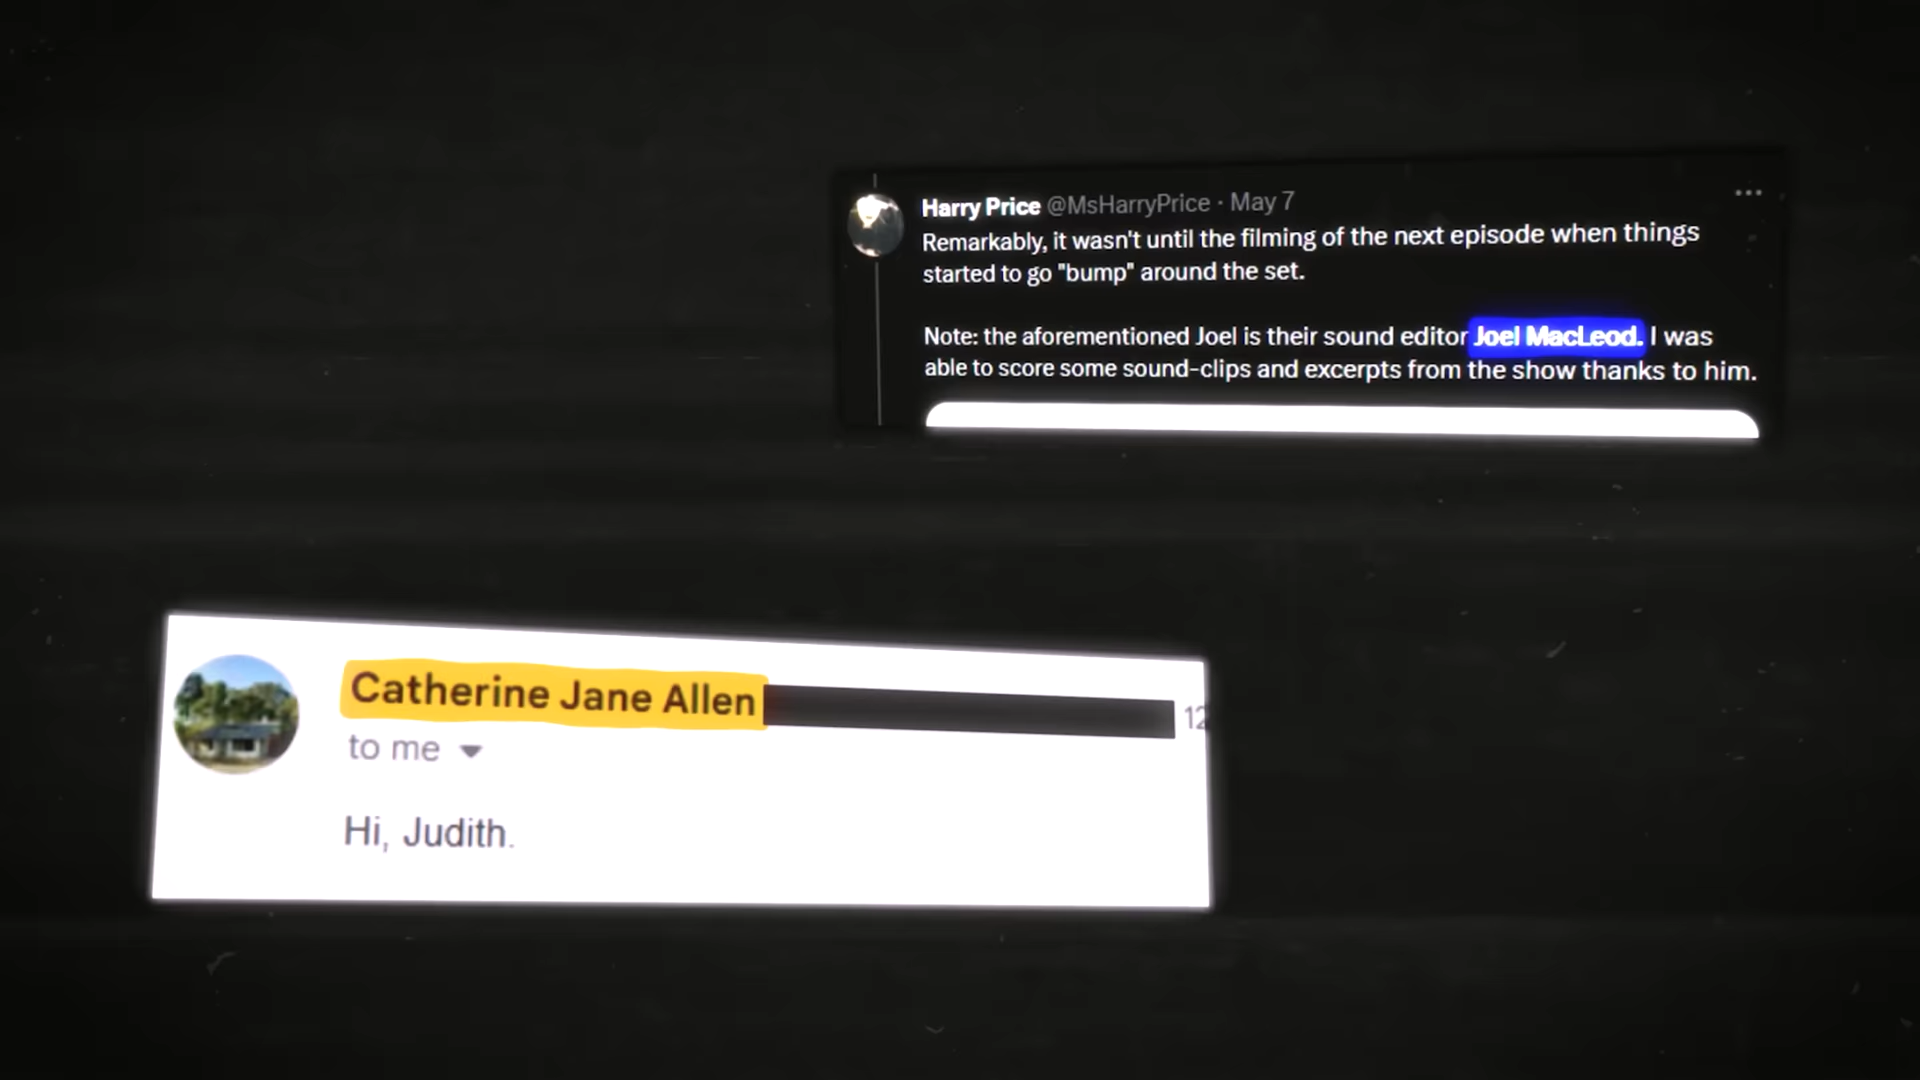 Harry Price @MsHarryPrice · May 7
Remarkably, it wasn't until the filming of the next episode when things
started to go "bump" around the set.
Note: the aforementioned Joel is their sound editor Joel MacLeod. I was
able to score some sound-clips and excerpts from the show thanks to him.
Catherine Jane Allen 12
to me
Hi, Judith.